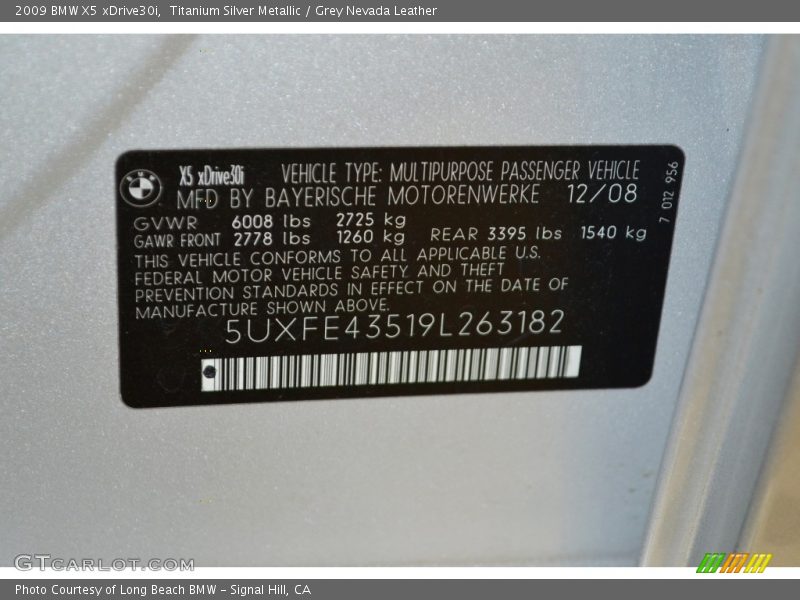 2009 BMW X5 xDrive30i,  Titanium Silver Metallic / Grey Nevada Leather
BMW
X5 xDrive30i VEHICLE TYPE: MULTIPURPOSE PASSENGER VEHICLE
MFD BY BAYERISCHE MOTORENWERKE 12/08
7 012 956
GVWR 6008 lbs 2725 kg
GAWR FRONT 2778 lbs 1260 kg REAR 3395 lbs 1540 kg
THIS VEHICLE CONFORMS TO ALL APPLICABLE U.S.
FEDERAL MOTOR VEHICLE SAFETY AND THEFT
PREVENTION STANDARDS IN EFFECT ON THE DATE OF
MANUFACTURE SHOWN ABOVE.
5UXFE43519L263182
GTCARLOT.COM
Photo Courtesy of Long Beach BMW - Signal Hill, CA